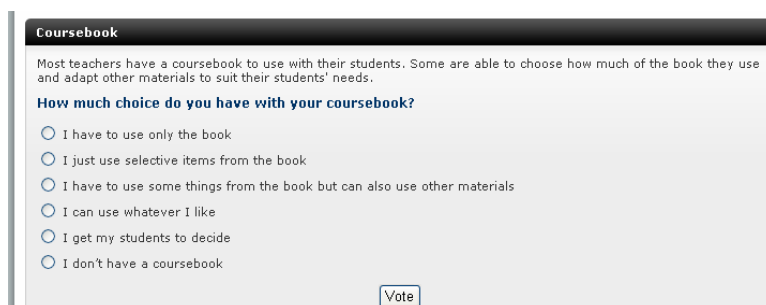 Coursebook
Most teachers have a coursebook to use with their students. Some are able to choose how much of the book they use
and adapt other materials to suit their students' needs.
How much choice do you have with your coursebook?
I have to use only the book
I just use selective items from the book
I have to use some things from the book but can also use other materials
I can use whatever I like
I get my students to decide
I don't have a coursebook
Vote